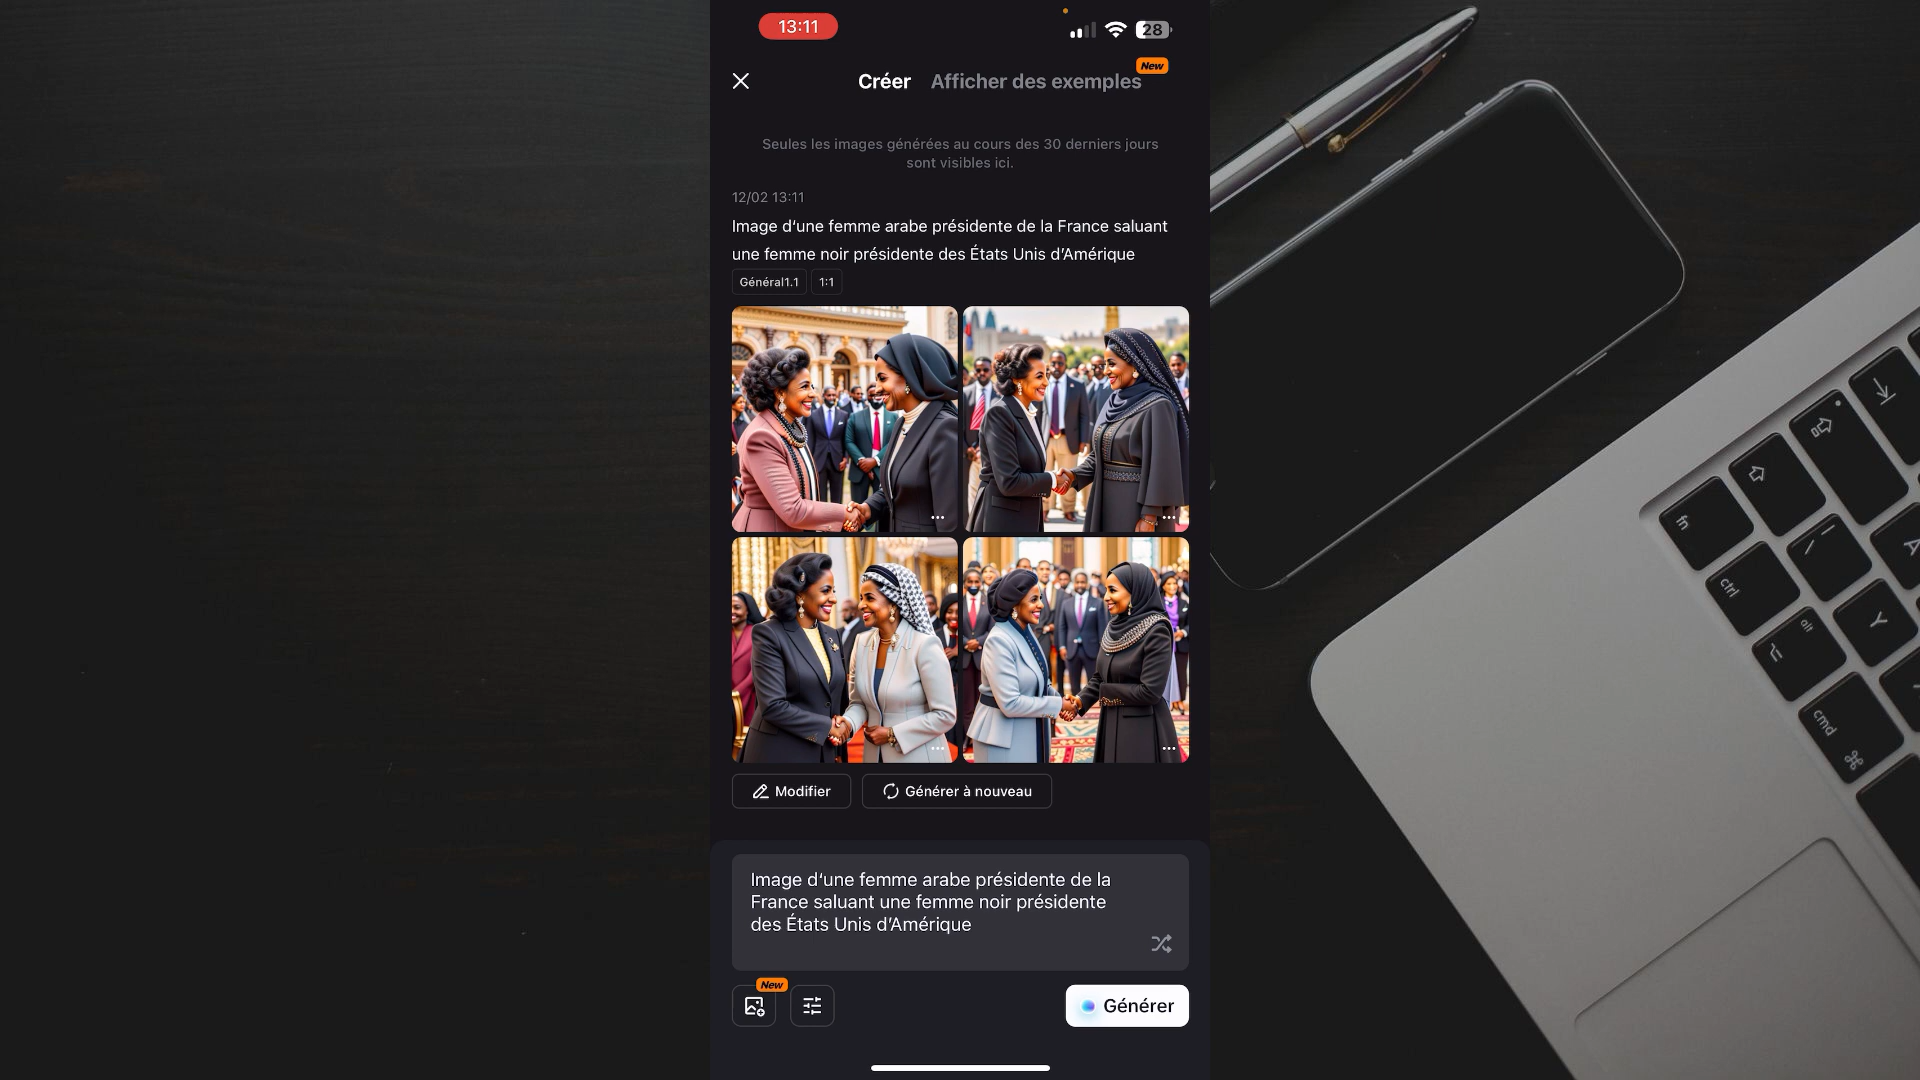 13:11
28
New
Créer Afficher des exemples
Seules les images générées au cours des 30 derniers jours
sont visibles ici.
12/02 13:11
Image d'une femme arabe présidente de la France saluant
une femme noir présidente des États Unis d'Amérique
Général1.1 1:1
Modifier Générer à nouveau
Image d'une femme arabe présidente de la
France saluant une femme noir présidente
des États Unis d'Amérique
New
Générer
fn
ctrl
alt
cmd
A
Y